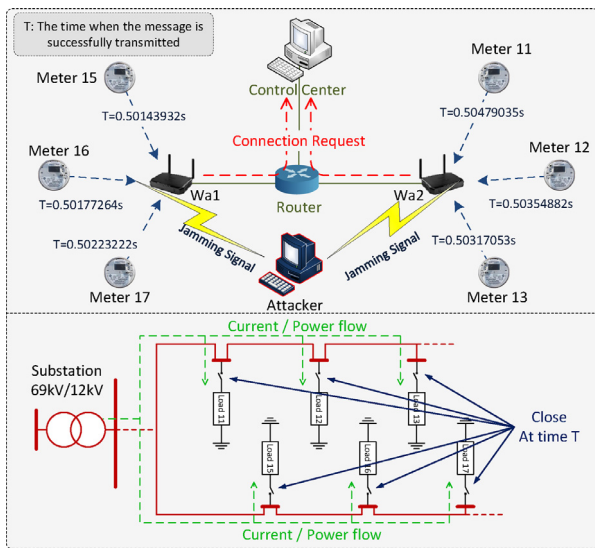 T: The time when the message is
successfully transmitted
Meter 15
Meter 11
Control Center
T=0.50143932s
T=0.50479035s
Connection Request
Meter 16
Meter 12
Wa1
Wa2
T=0.50177264s
Router
T=0.50354882s
T=0.50223222s
Jamming Signal
Jamming Signal
T=0.50317053s
Meter 17
Attacker
Meter 13
Current / Power flow
Substation
69kV/12kV
Load 11
Load 12
Load 13
Close
At time T
Load 15
Load 16
Load 17
Current / Power flow